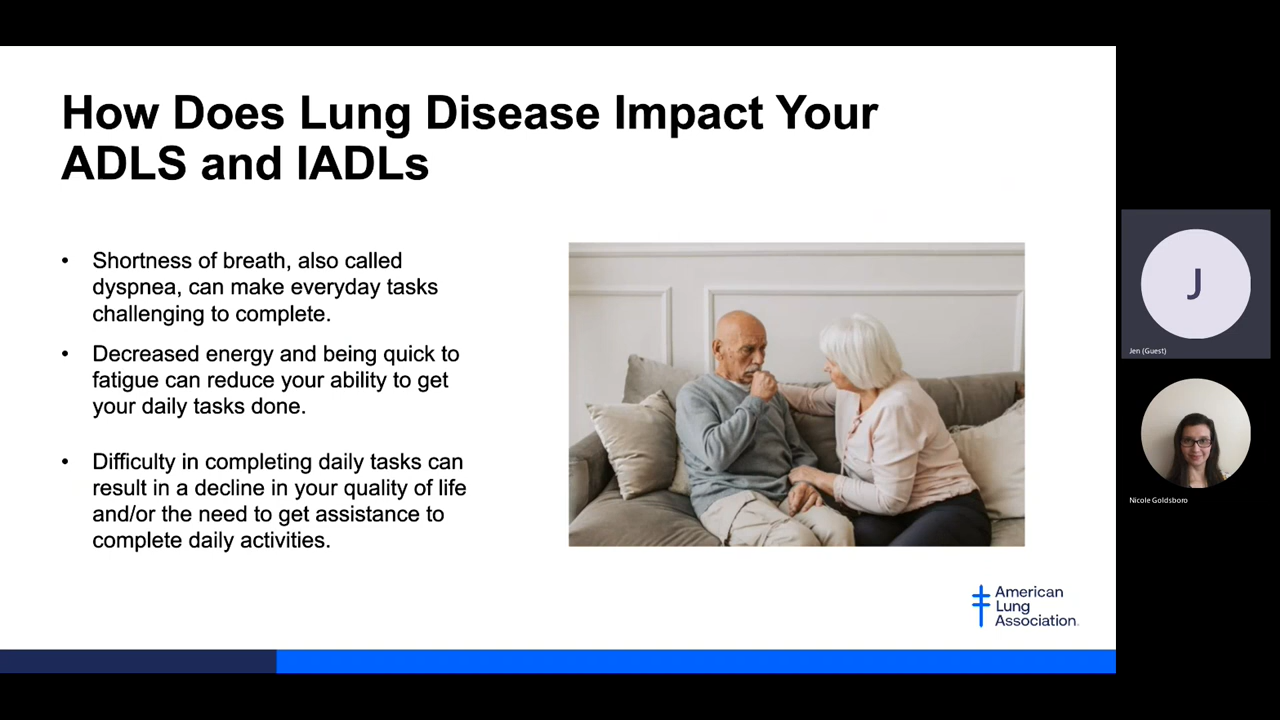 How Does Lung Disease Impact Your
ADLS and IADLs
• Shortness of breath, also called
dyspnea, can make everyday tasks
challenging to complete.
• Decreased energy and being quick to
fatigue can reduce your ability to get
your daily tasks done.
• Difficulty in completing daily tasks can
result in a decline in your quality of life
and/or the need to get assistance to
complete daily activities.
American
Lung
Association.
J
Jen (Guest)
Nicole Goldsboro